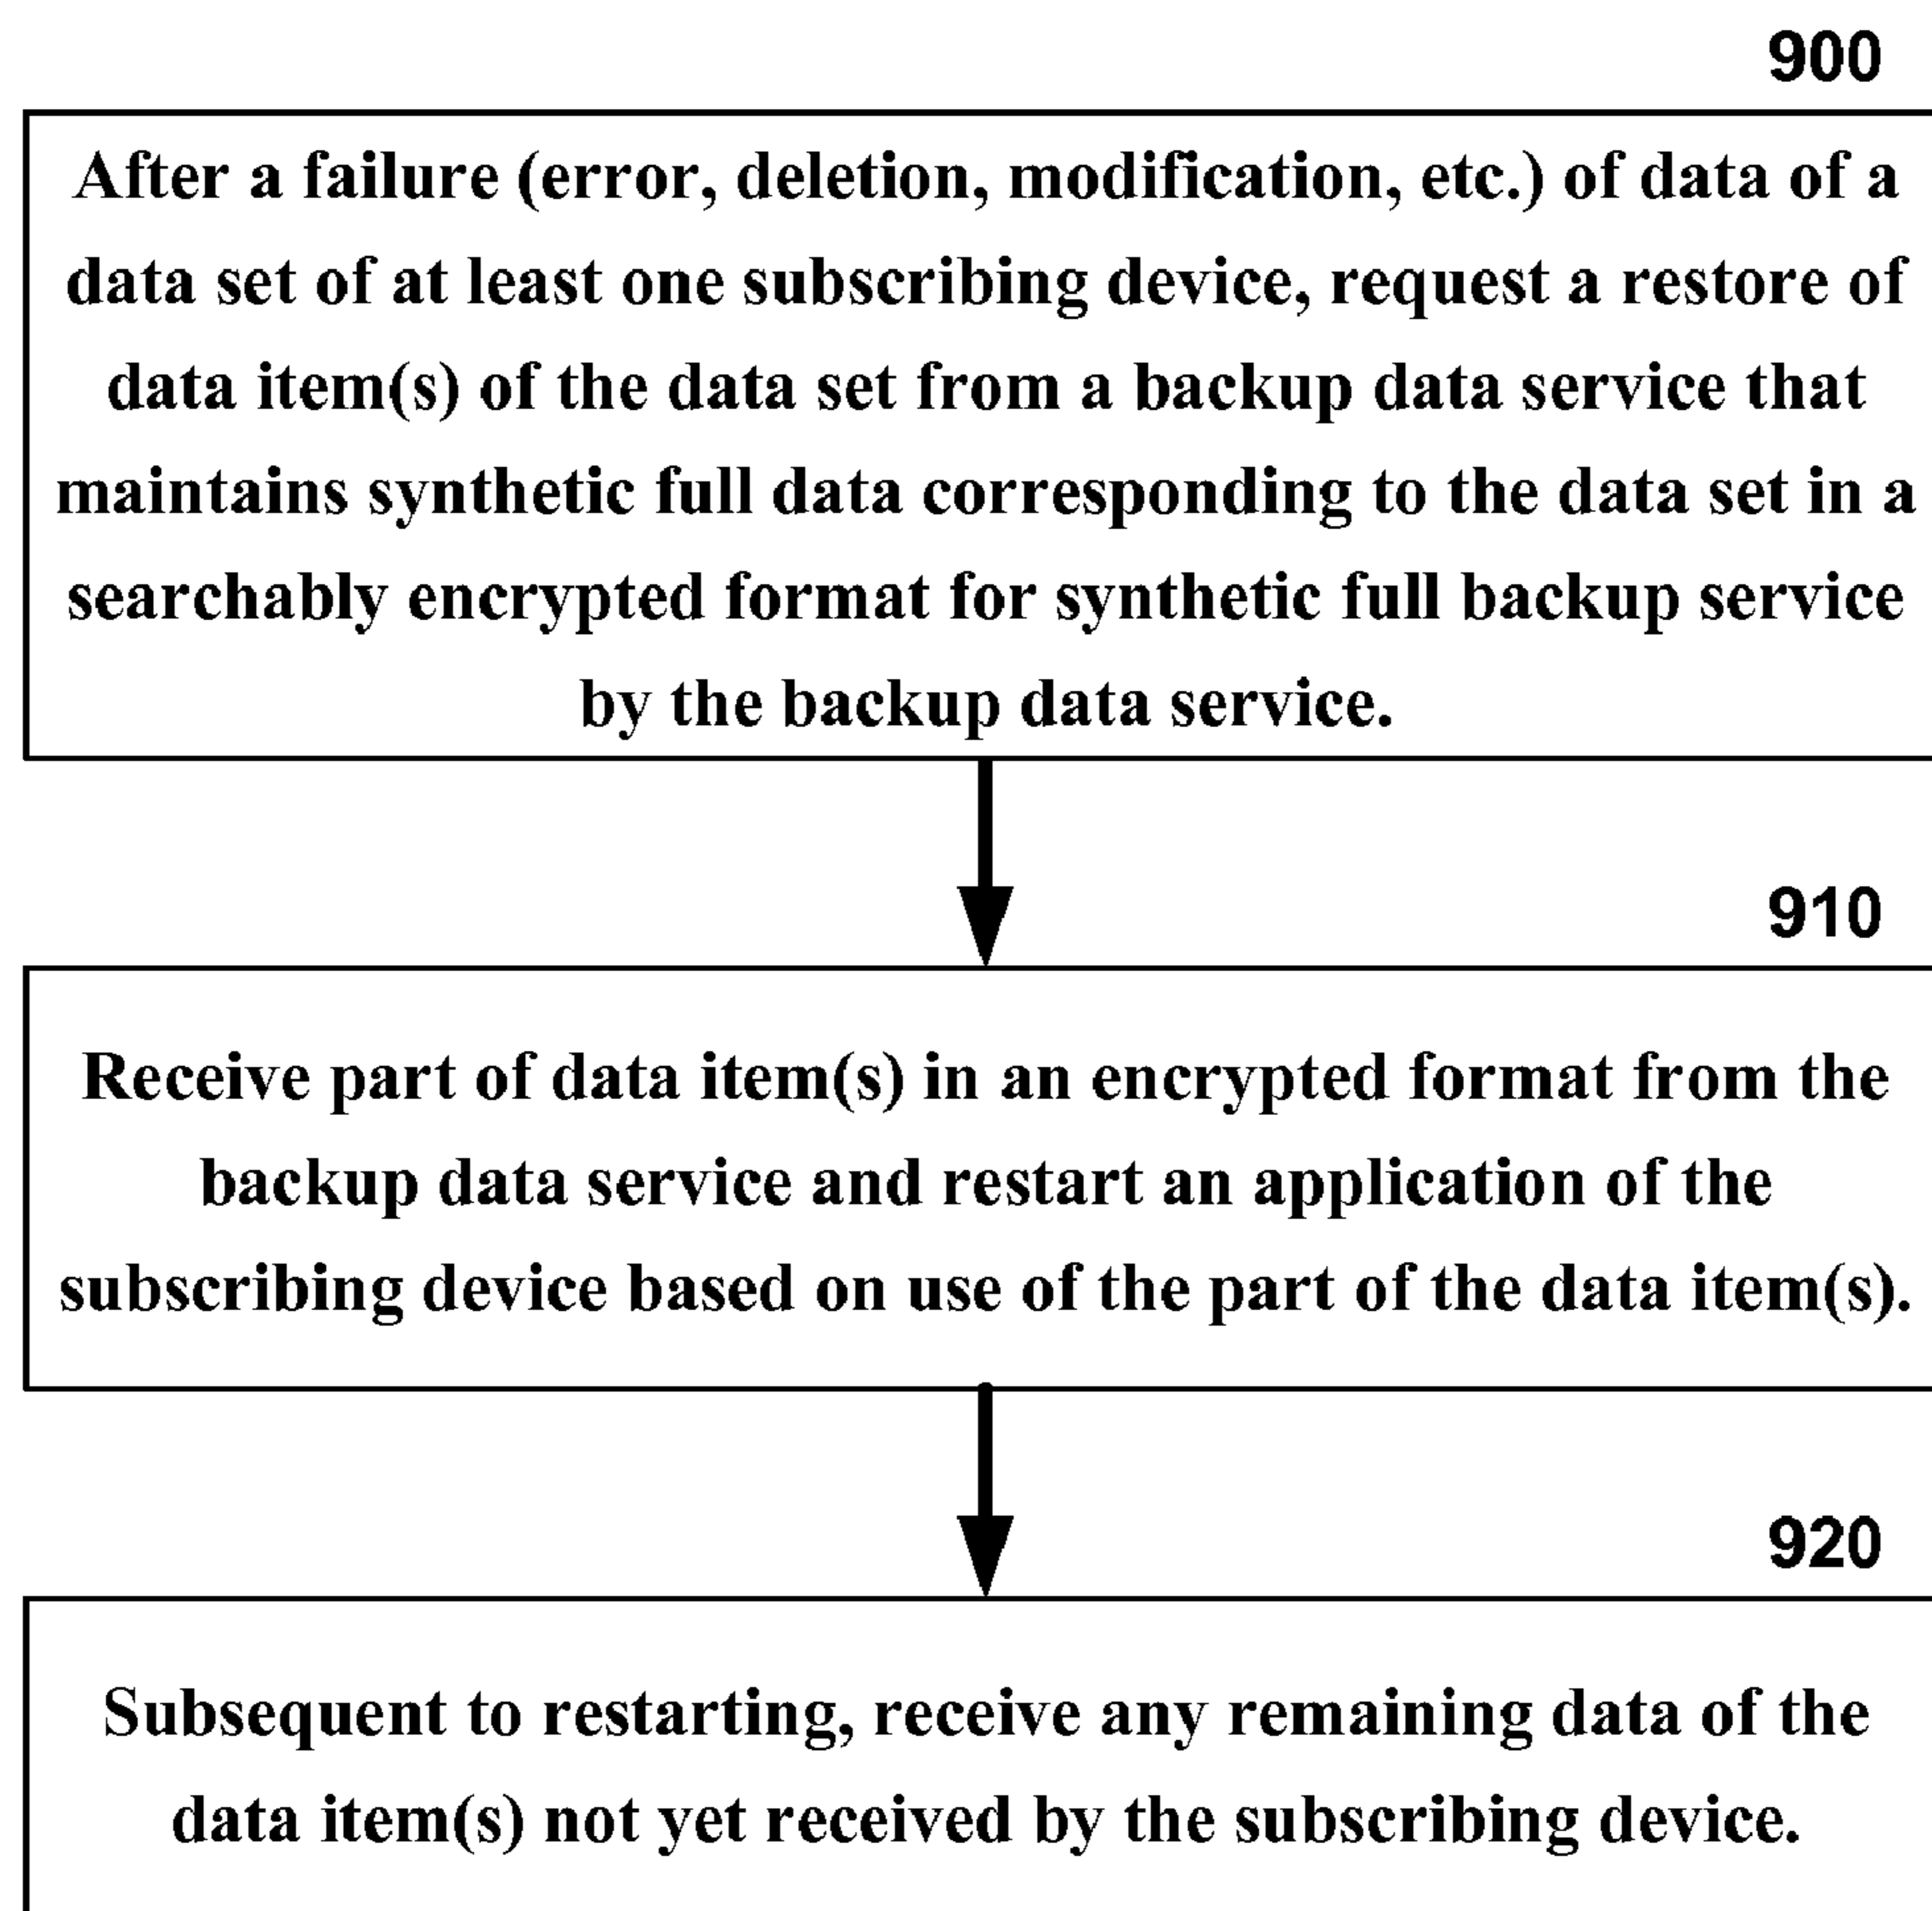 900
After a failure (error, deletion, modification, etc.) of data of a
data set of at least one subscribing device, request a restore of
data item(s) of the data set from a backup data service that
maintains synthetic full data corresponding to the data set in a
searchably encrypted format for synthetic full backup service
by the backup data service.
910
Receive part of data item(s) in an encrypted format from the
backup data service and restart an application of the
subscribing device based on use of the part of the data item(s).
920
Subsequent to restarting, receive any remaining data of the
data item(s) not yet received by the subscribing device.